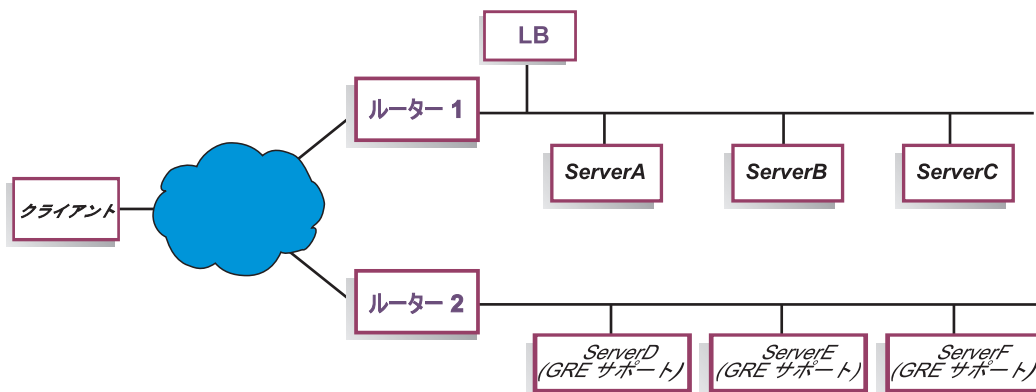 LB
ルーター 1
ServerA
ServerB
ServerC
クライアント
ルーター 2
ServerD
(GRE サポート)
ServerE
(GRE サポート)
ServerF
(GRE サポート)